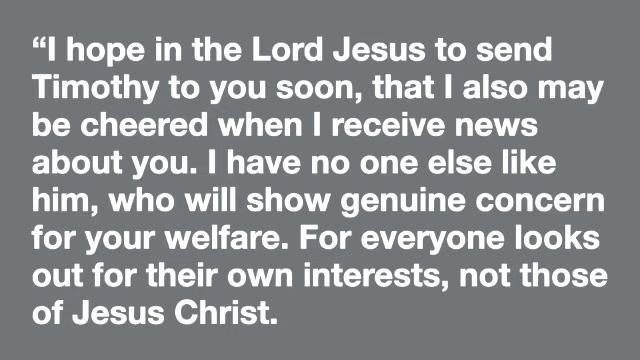 “I hope in the Lord Jesus to send
Timothy to you soon, that I also may
be cheered when I receive news
about you. I have no one else like
him, who will show genuine concern
for your welfare. For everyone looks
out for their own interests, not those
of Jesus Christ.